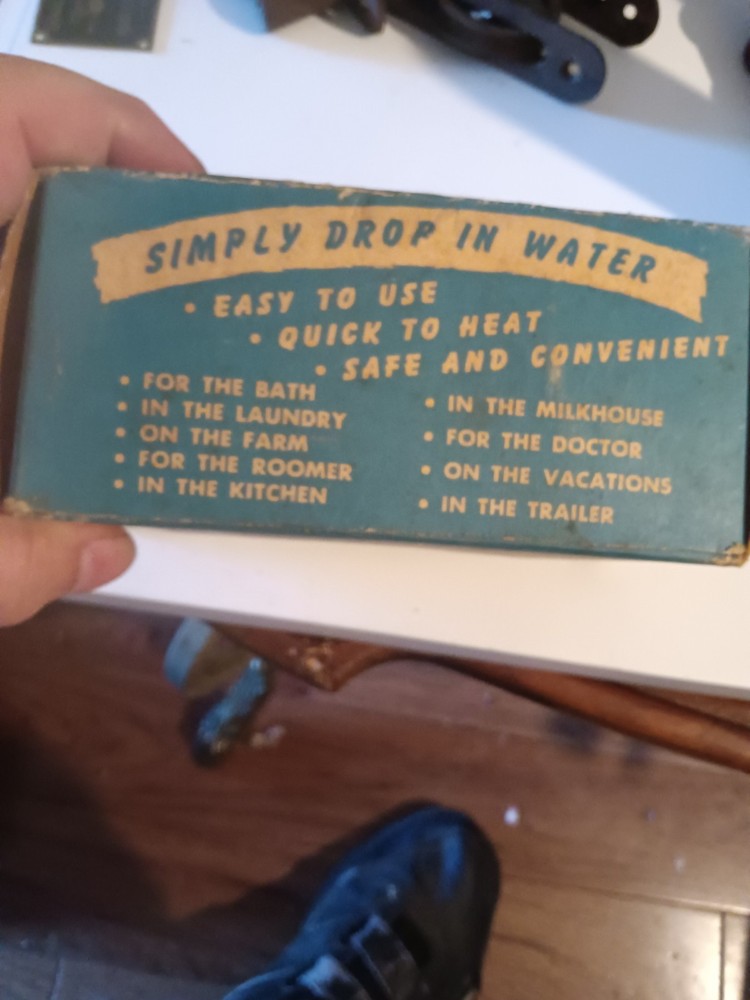 SIMPLY DROP IN WATER
• EASY TO USE
• QUICK TO HEAT
• SAFE AND CONVENIENT
• FOR THE BATH
• IN THE LAUNDRY
• ON THE FARM
• FOR THE ROOMER
• IN THE KITCHEN
• IN THE MILKHOUSE
• FOR THE DOCTOR
• ON THE VACATIONS
• IN THE TRAILER